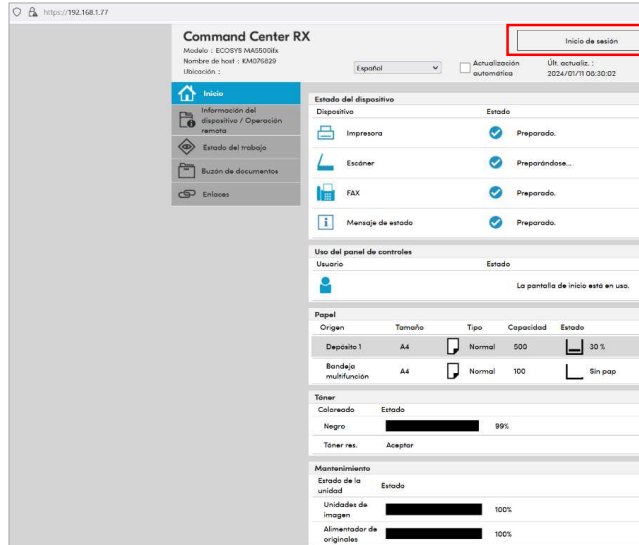 https://192.168.1.77
Command Center RX
Modelo : ECOSYS MA5500ifx
Nombre de host : KM076829
Ubicación :
Español
Actualización automática
Últ. actualiz. :
2024/01/11 08:30:02
Inicio de sesión
Inicio
Información del
dispositivo / Operación
remota
Estado del trabajo
Buzón de documentos
Enlaces
Estado del dispositivo
Dispositivo Estado
Impresora Preparado.
Escáner Preparándose...
FAX Preparado.
Mensaje de estado Preparado.
Uso del panel de controles
Usuario Estado
La pantalla de inicio está en uso.
Papel
Origen Tamaño Tipo Capacidad Estado
Depósito 1 A4 Normal 500 30 %
Bandeja
multifunción A4 Normal 100 Sin pap
Tóner
Coloreado Estado
Negro 99%
Tóner res. Aceptar
Mantenimiento
Estado de la
unidad Estado
Unidades de
imagen 100%
Alimentador de
originales 100%